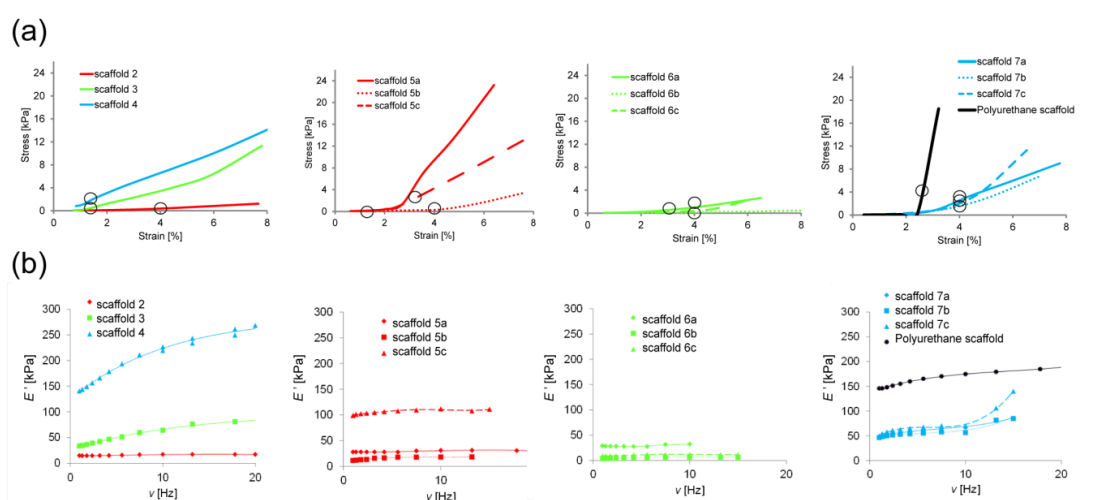 (a)
Stress [kPa]
24
20
16
12
8
4
0
scaffold 2
scaffold 3
scaffold 4
0 2 4 6 8
Strain [%]
Stress [kPa]
24
20
16
12
8
4
0
scaffold 5a
scaffold 5b
scaffold 5c
0 2 4 6 8
Strain [%]
Stress [kPa]
24
20
16
12
8
4
0
scaffold 6a
scaffold 6b
scaffold 6c
0 2 4 6 8
Strain [%]
Stress [kPa]
24
20
16
12
8
4
0
scaffold 7a
scaffold 7b
scaffold 7c
Polyurethane scaffold
0 2 4 6 8
Strain [%]
(b)
E' [kPa]
300
250
200
150
100
50
0
scaffold 2
scaffold 3
scaffold 4
0 5 10 15 20
v [Hz]
E' [kPa]
300
250
200
150
100
50
0
scaffold 5a
scaffold 5b
scaffold 5c
0 5 10 15
v [Hz]
E' [kPa]
300
250
200
150
100
50
0
scaffold 6a
scaffold 6b
scaffold 6c
0 10 20
v [Hz]
E' [kPa]
300
250
200
150
100
50
0
scaffold 7a
scaffold 7b
scaffold 7c
Polyurethane scaffold
0 10 20
v [Hz]